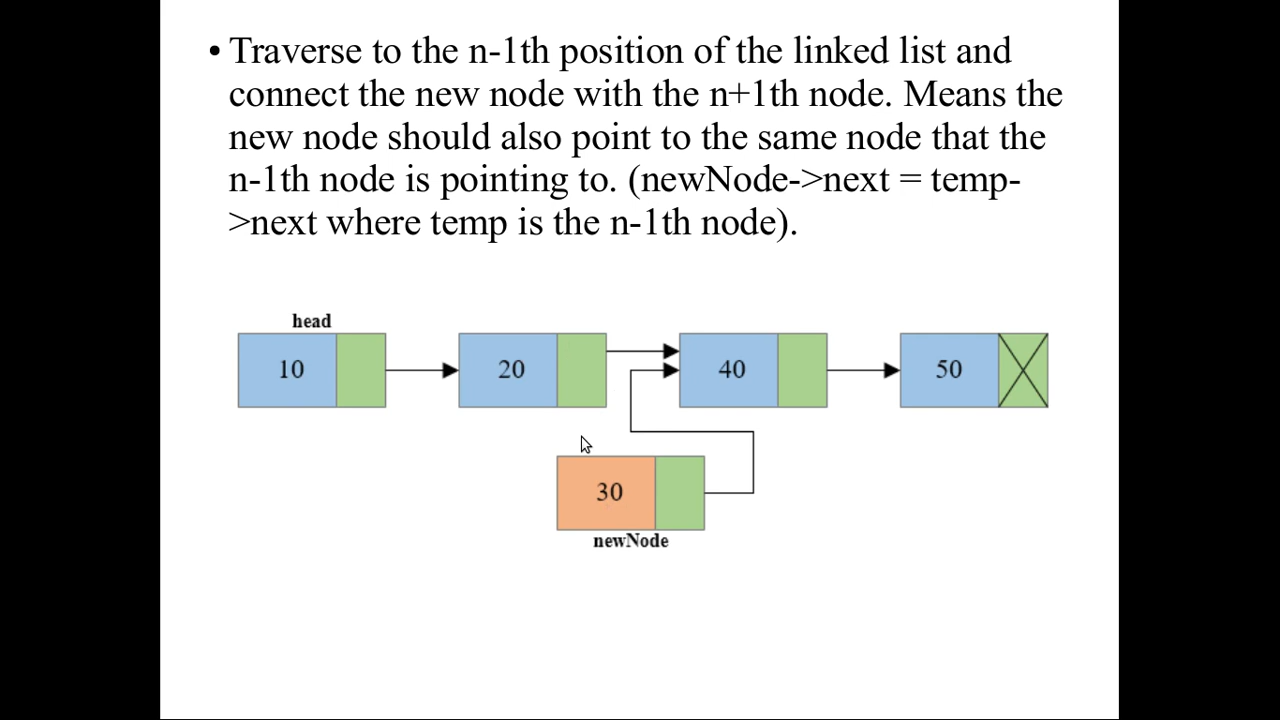 • Traverse to the n-1th position of the linked list and
connect the new node with the n+1th node. Means the
new node should also point to the same node that the
n-1th node is pointing to. (newNode->next = temp-
>next where temp is the n-1th node).
head
10
20
40
50
30
newNode